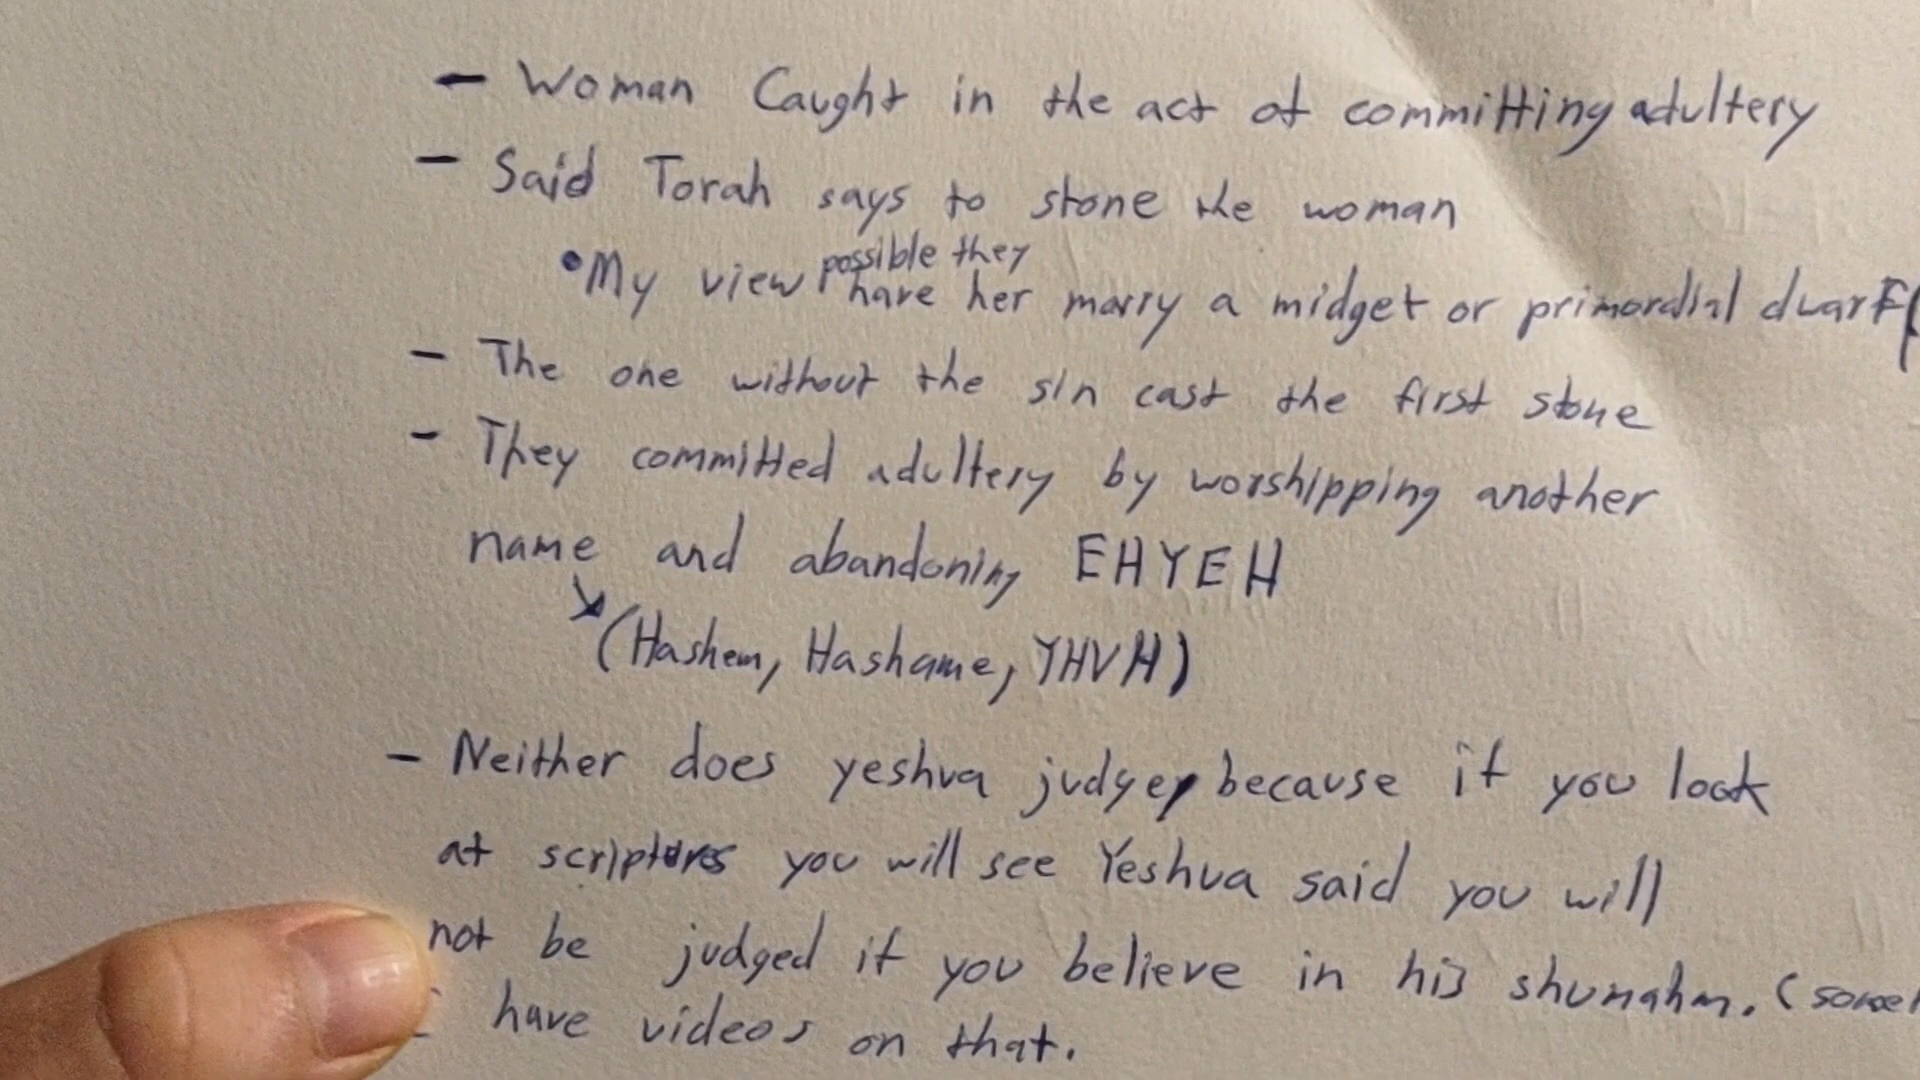 - Woman Caught in the act of committing adultery
- Said Torah says to stone the woman
possible they
• My view have her marry a midget or primordial dwarf(
- The one without the sin cast the first stone
- They committed adultery by worshipping another
name and abandoning EHYEH
(Hashem, Hashame, YHVH)
- Neither does yeshua judge, because if you look
at scriptures you will see Yeshua said you will
not be judged if you believe in his shumahm. (some
have videos on that.